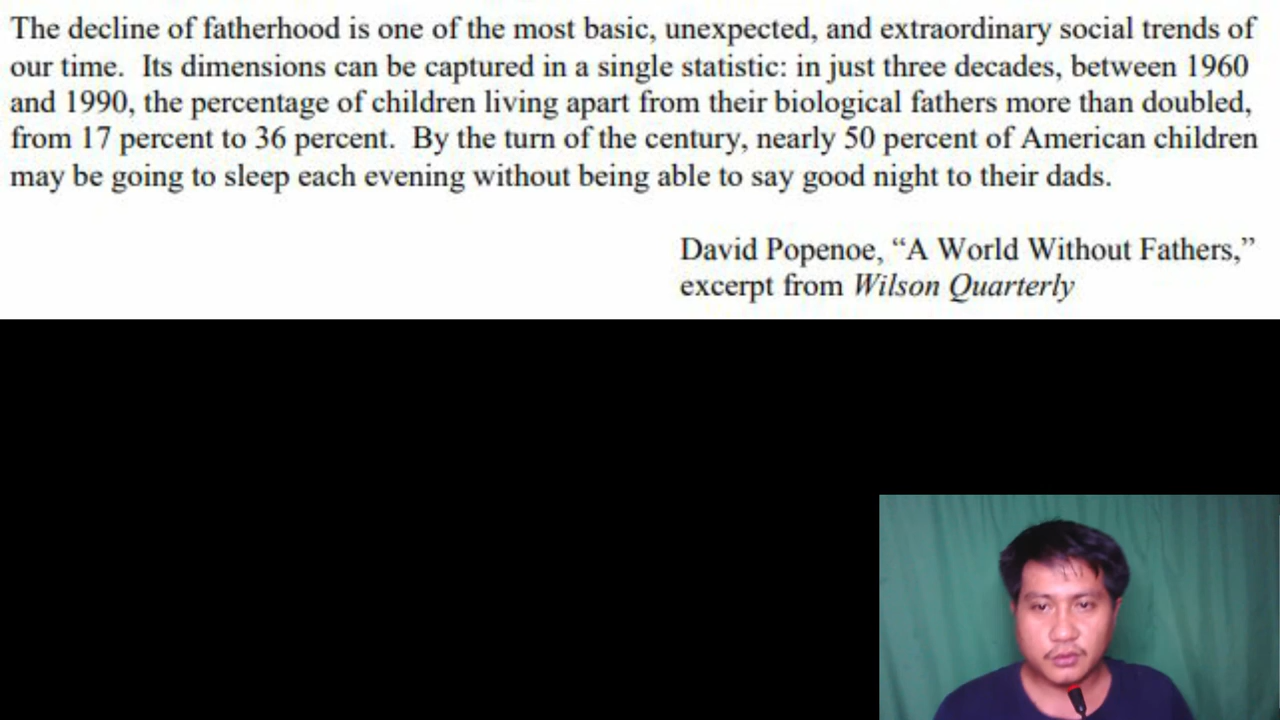 The decline of fatherhood is one of the most basic, unexpected, and extraordinary social trends of
our time.  Its dimensions can be captured in a single statistic: in just three decades, between 1960
and 1990, the percentage of children living apart from their biological fathers more than doubled,
from 17 percent to 36 percent.  By the turn of the century, nearly 50 percent of American children
may be going to sleep each evening without being able to say good night to their dads.
David Popenoe, “A World Without Fathers,”
excerpt from Wilson Quarterly